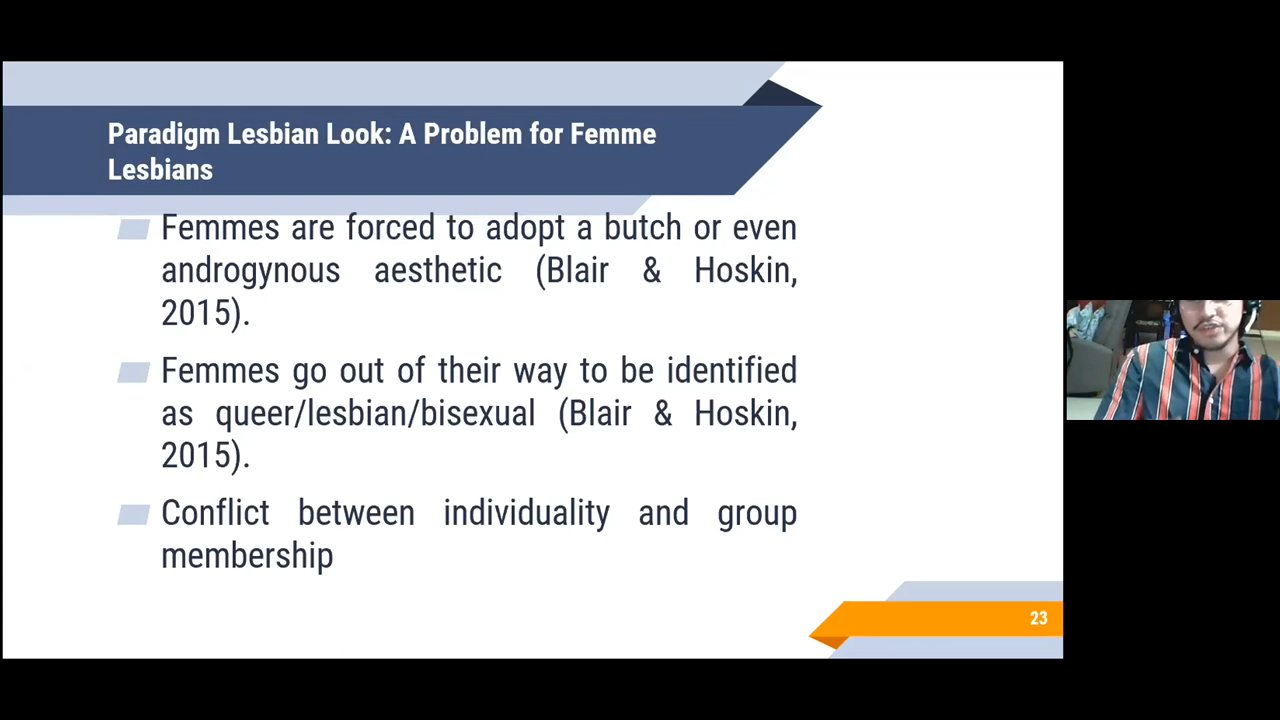 Paradigm Lesbian Look: A Problem for Femme
Lesbians
Femmes are forced to adopt a butch or even
androgynous aesthetic (Blair & Hoskin,
2015).
Femmes go out of their way to be identified
as queer/lesbian/bisexual (Blair & Hoskin,
2015).
Conflict between individuality and group
membership
23